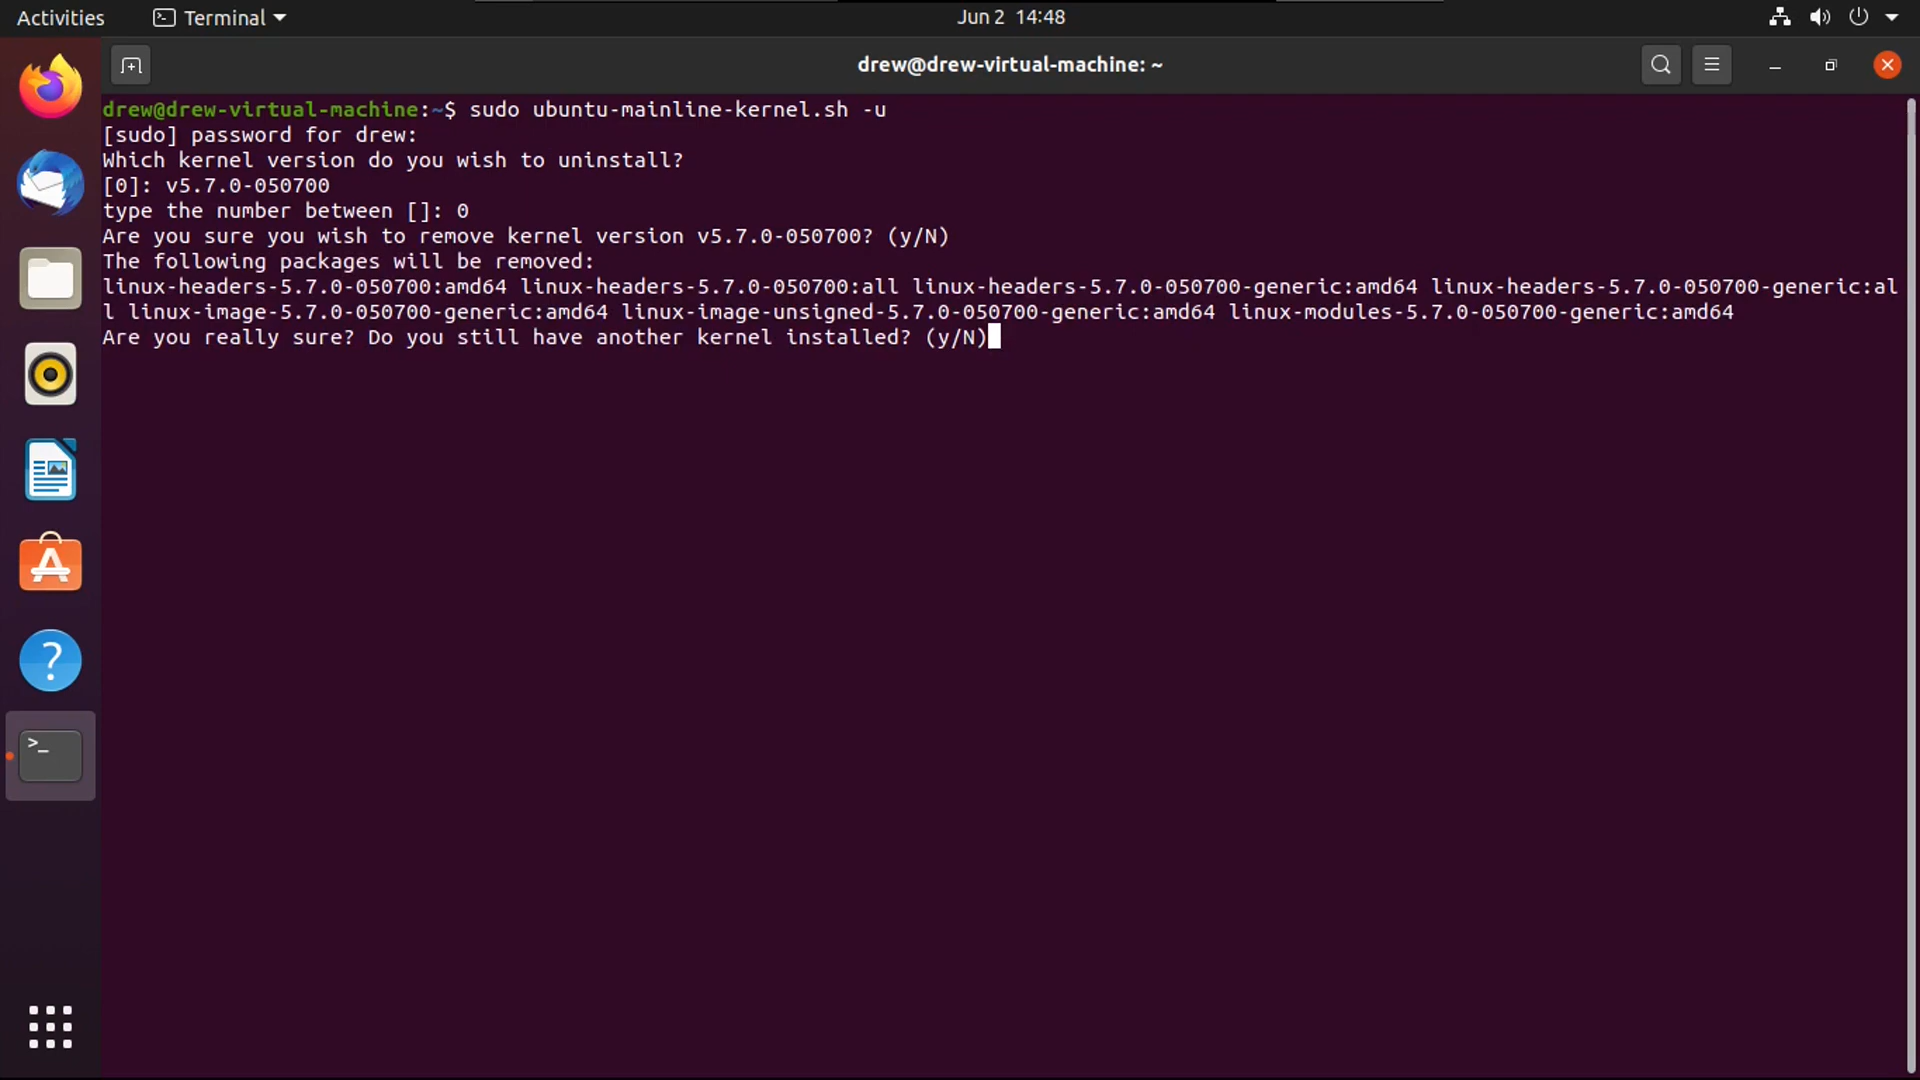 Activities
Terminal
Jun 2 14:48
drew@drew-virtual-machine: ~
drew@drew-virtual-machine:~$ sudo ubuntu-mainline-kernel.sh -u
[sudo] password for drew:
Which kernel version do you wish to uninstall?
[0]: v5.7.0-050700
type the number between []: 0
Are you sure you wish to remove kernel version v5.7.0-050700? (y/N)
The following packages will be removed:
linux-headers-5.7.0-050700:amd64 linux-headers-5.7.0-050700:all linux-headers-5.7.0-050700-generic:amd64 linux-headers-5.7.0-050700-generic:al
l linux-image-5.7.0-050700-generic:amd64 linux-image-unsigned-5.7.0-050700-generic:amd64 linux-modules-5.7.0-050700-generic:amd64
Are you really sure? Do you still have another kernel installed? (y/N)